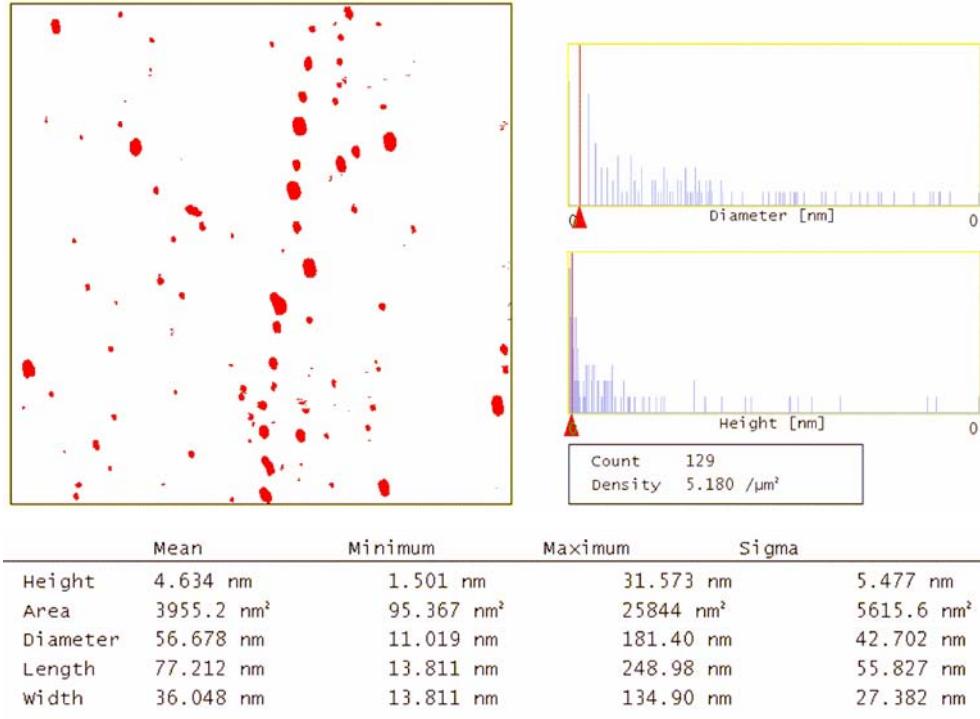 0
Diameter [nm]
0
0
Height [nm]
0
Count 129
Density 5.180 /µm²
Mean Minimum Maximum Sigma
Height 4.634 nm 1.501 nm 31.573 nm 5.477 nm
Area 3955.2 nm² 95.367 nm² 25844 nm² 5615.6 nm²
Diameter 56.678 nm 11.019 nm 181.40 nm 42.702 nm
Length 77.212 nm 13.811 nm 248.98 nm 55.827 nm
Width 36.048 nm 13.811 nm 134.90 nm 27.382 nm